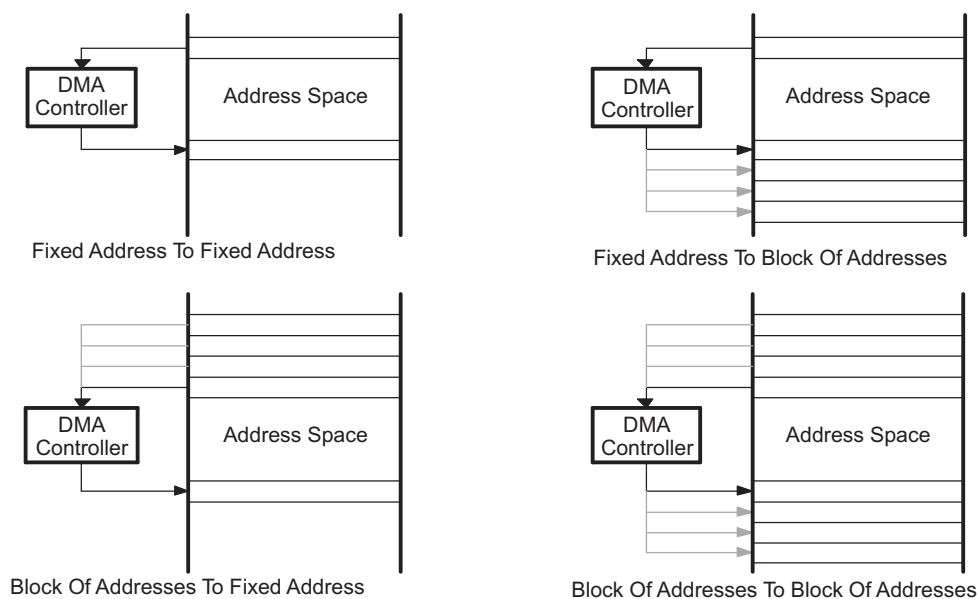 DMA
Controller
Address Space
Fixed Address To Fixed Address
DMA
Controller
Address Space
Fixed Address To Block Of Addresses
DMA
Controller
Address Space
Block Of Addresses To Fixed Address
DMA
Controller
Address Space
Block Of Addresses To Block Of Addresses